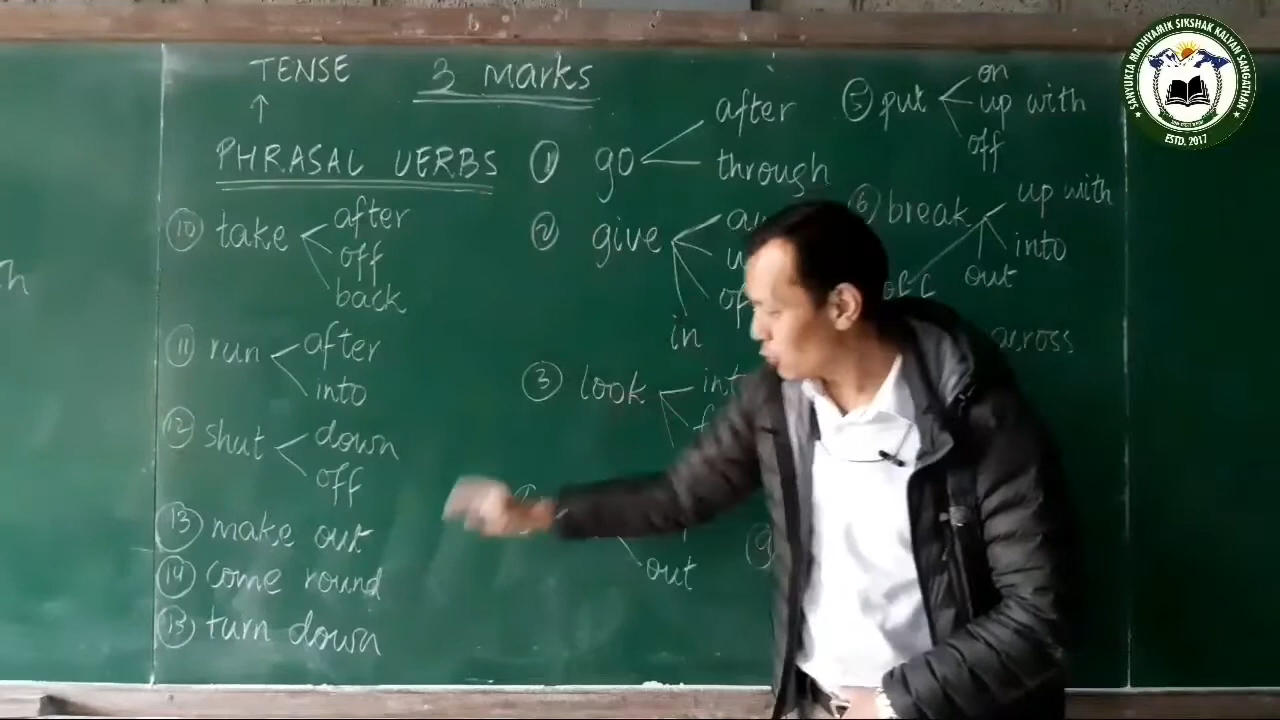 TENSE
3 marks
PHRASAL VERBS
10 take
after
off
back
11 run
after
into
12 shut
down
off
13 make out
14 come round
15 turn down
1 go
after
through
2 give
in
3 look
out
5 put
on
up with
off
6 break
up with
into
out
off
across
9
SANYUKTA MADHYAMIK SIKSHAK KALYAN SANGATHAN
ESTD. 2017